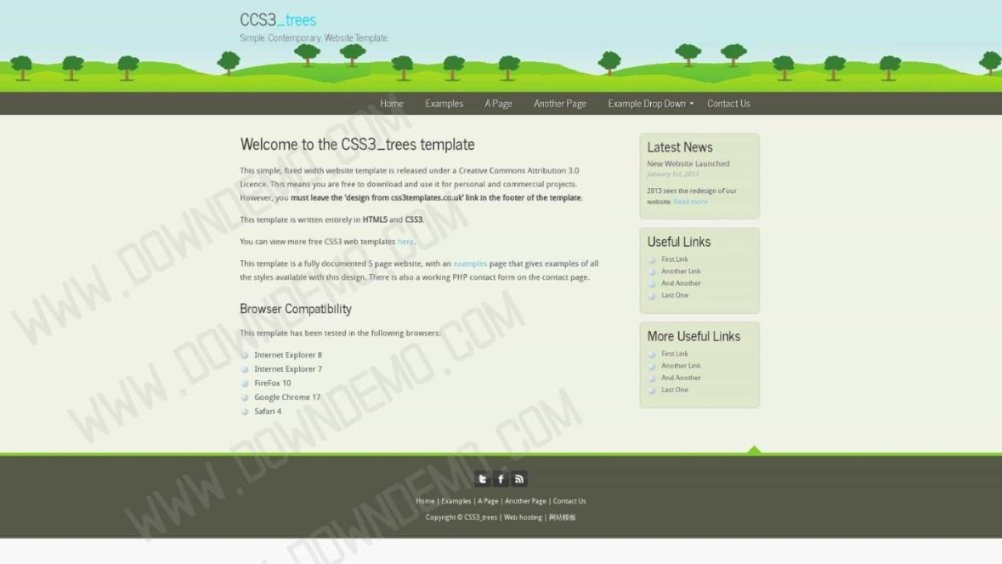 CCS3_trees
Simple. Contemporary. Website Template
Home Examples A Page Another Page Example Drop Down Contact Us
Welcome to the CSS3_trees template
This simple, fixed width website template is released under a Creative Commons Attribution 3.0
Licence. This means you are free to download and use it for personal and commercial projects.
However, you must leave the 'design from css3templates.co.uk' link in the footer of the template.
This template is written entirely in HTML5 and CSS3.
You can view more free CSS3 web templates here.
This template is a fully documented 5 page website, with an examples page that gives examples of all
the styles available with this design. There is also a working PHP contact form on the contact page.
Browser Compatibility
This template has been tested in the following browsers:
Internet Explorer 8
Internet Explorer 7
FireFox 10
Google Chrome 17
Safari 4
Latest News
New Website Launched
January 1st, 2013
2013 sees the redesign of our
website. Read more
Useful Links
First Link
Another Link
And Another
Last One
More Useful Links
First Link
Another Link
And Another
Last One
Home | Examples | A Page | Another Page | Contact Us
Copyright © CSS3_trees | Web hosting | 网站模板
WWW.DOWNDEMO.COM
WWW.DOWNDEMO.COM
WWW.DOWNDEMO.COM
WWW.DOWNDEMO.COM